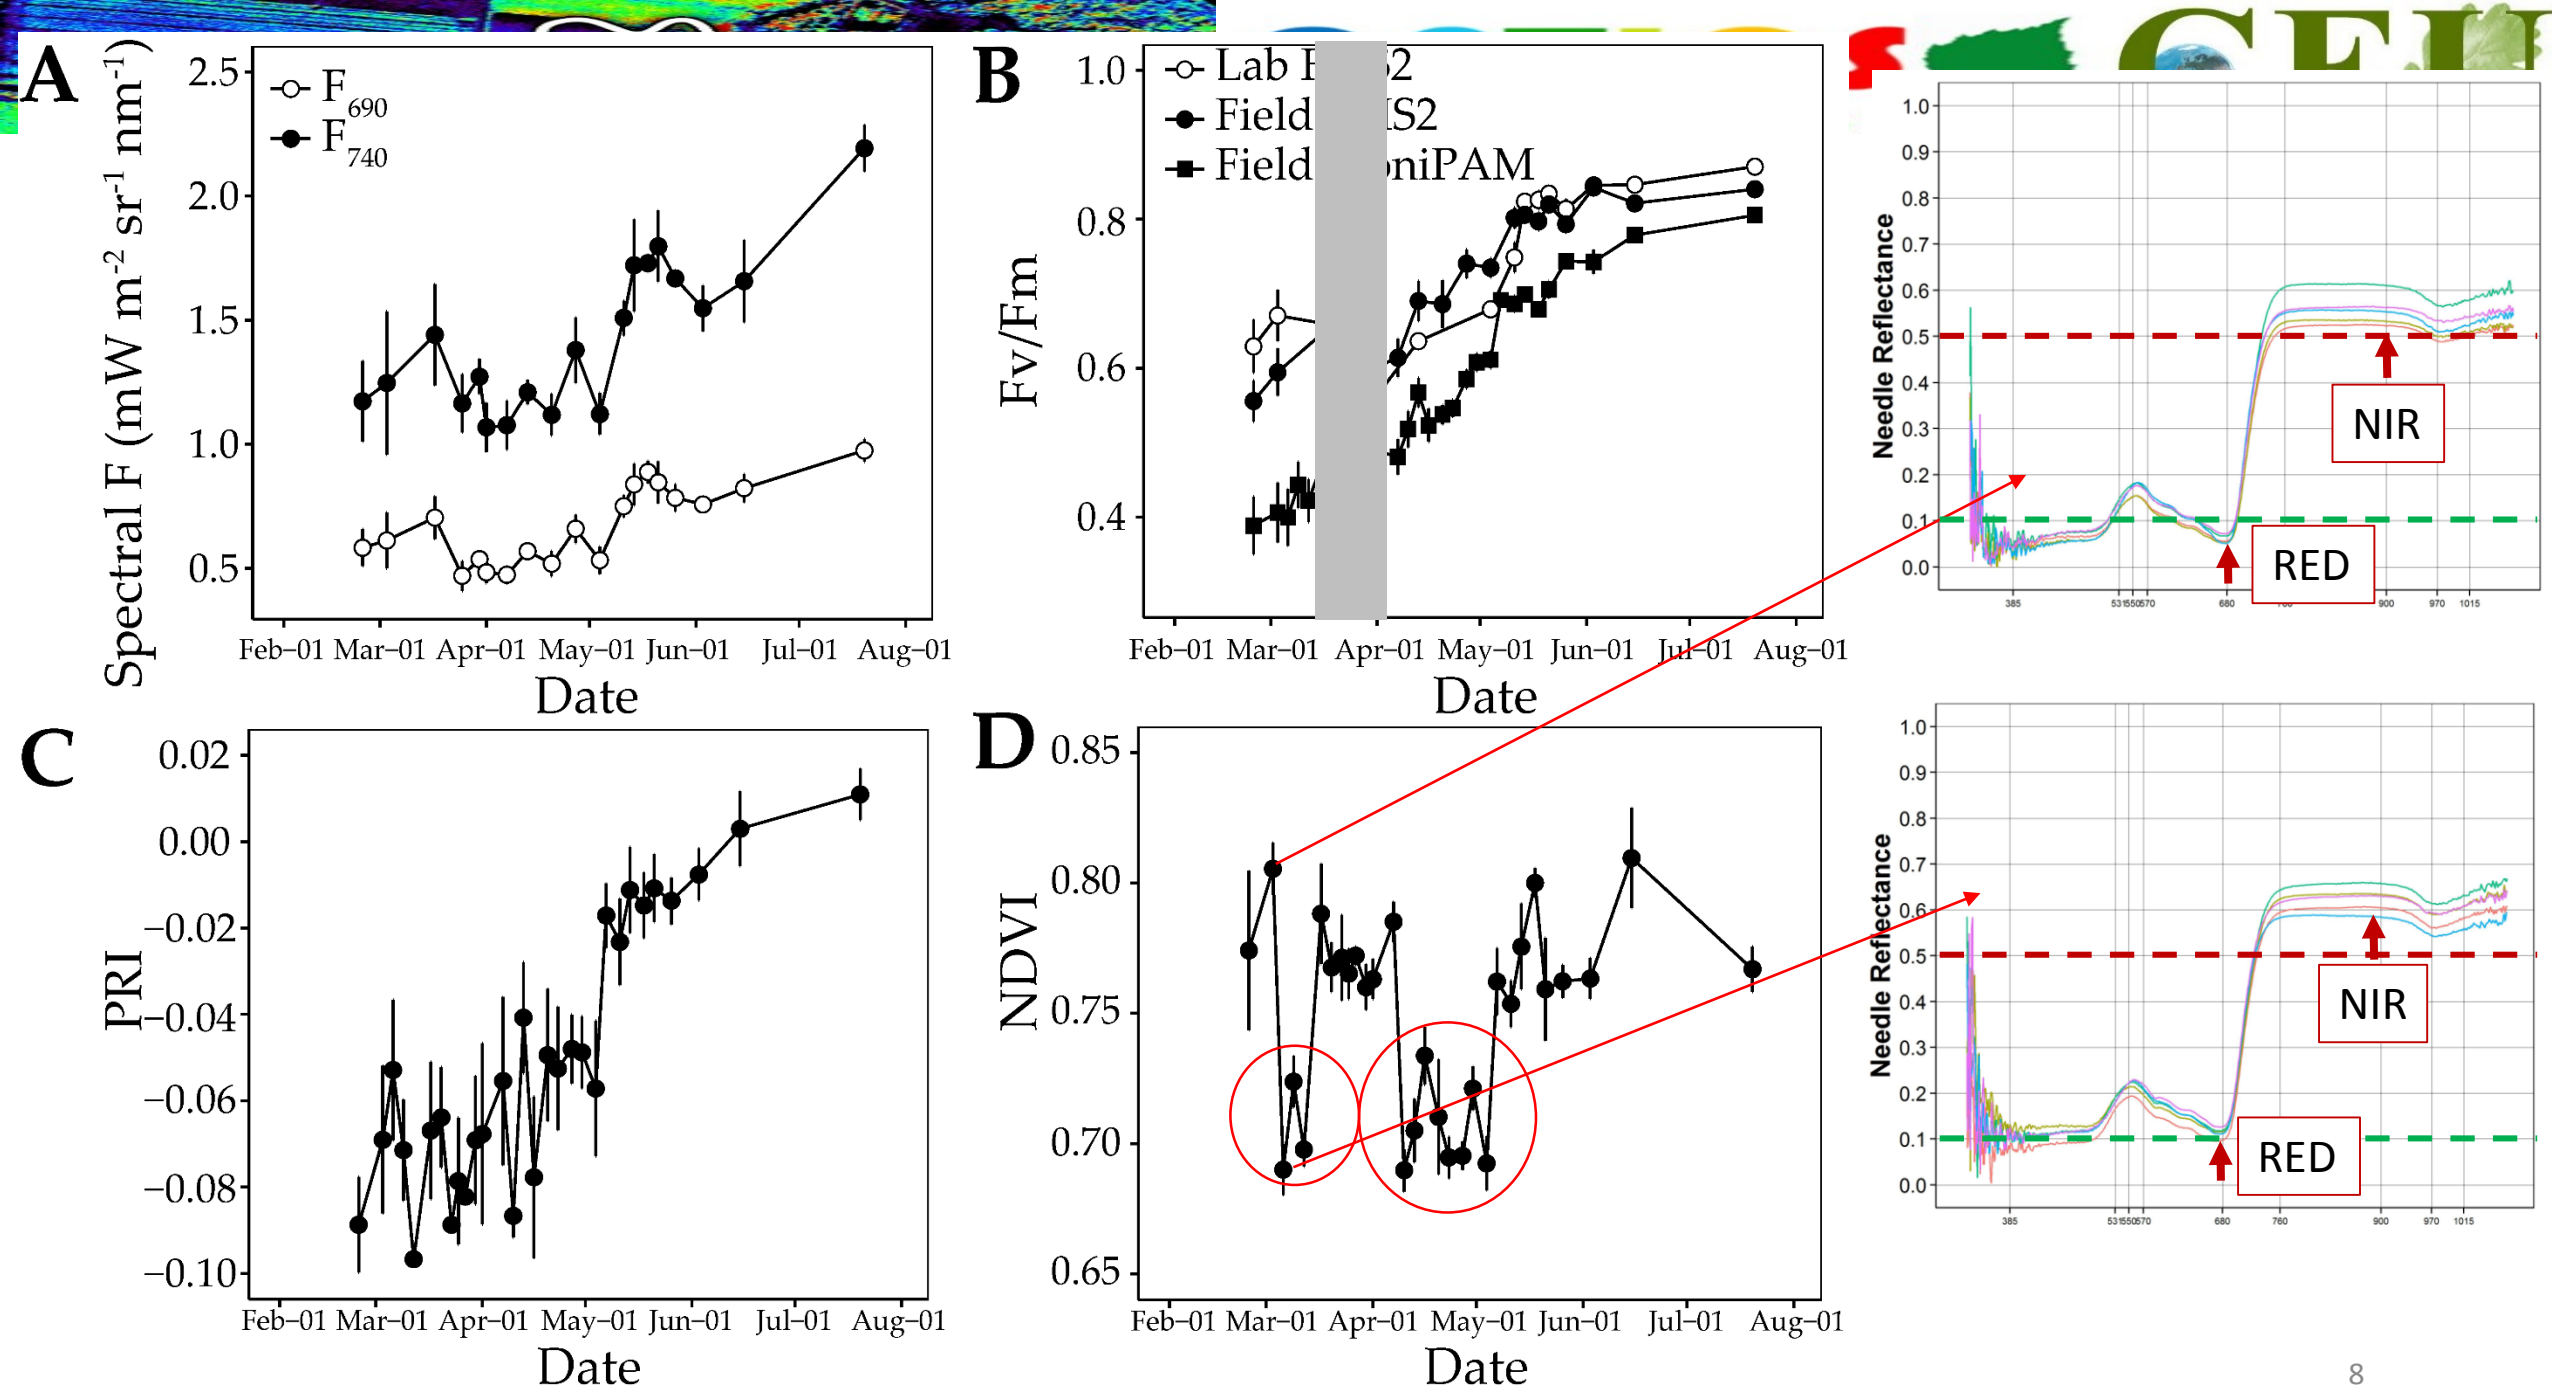 A
Spectral F (mW m-2 sr-1 nm-1)
2.5
2.0
1.5
1.0
0.5
F690
F740
Feb–01 Mar–01 Apr–01 May–01 Jun–01 Jul–01 Aug–01
Date
B
Fv/Fm
1.0
0.8
0.6
0.4
Lab
Field
Field
Feb–01 Mar–01 Apr–01 May–01 Jun–01 Jul–01 Aug–01
Date
Needle Reflectance
1.0
0.9
0.8
0.7
0.6
0.5
0.4
0.3
0.2
0.1
0.0
NIR
RED
385 531 550 570 680 760 900 970 1015
C
PRI
0.02
0.00
−0.02
−0.04
−0.06
−0.08
−0.10
Feb–01 Mar–01 Apr–01 May–01 Jun–01 Jul–01 Aug–01
Date
D
NDVI
0.85
0.80
0.75
0.70
0.65
Feb–01 Mar–01 Apr–01 May–01 Jun–01 Jul–01 Aug–01
Date
Needle Reflectance
1.0
0.9
0.8
0.7
0.6
0.5
0.4
0.3
0.2
0.1
0.0
NIR
RED
385 531 550 570 680 760 900 970 1015
8